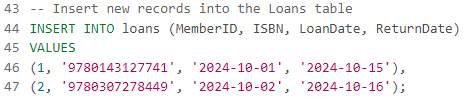 43 -- Insert new records into the Loans table
44 INSERT INTO loans (MemberID, ISBN, LoanDate, ReturnDate)
45 VALUES
46 (1, '9780143127741', '2024-10-01', '2024-10-15'),
47 (2, '9780307278449', '2024-10-02', '2024-10-16');